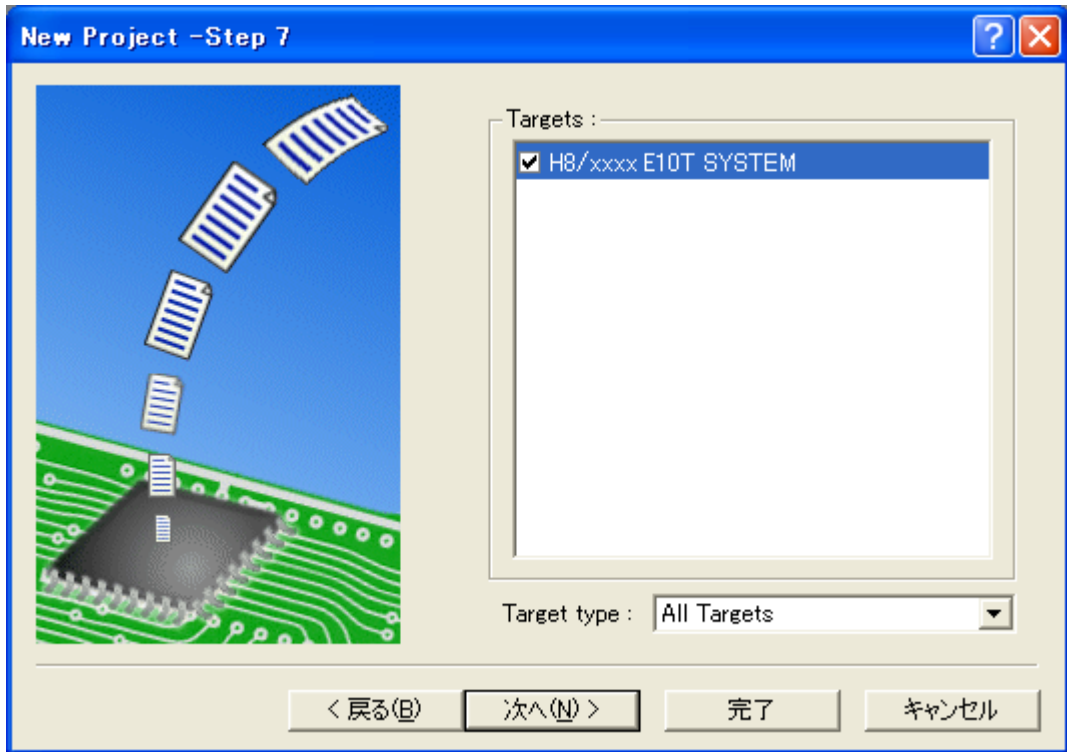 New Project -Step 7
Targets :
H8/xxxx E10T SYSTEM
Target type :
All Targets
< 戻る(B)
次へ(N) >
完了
キャンセル